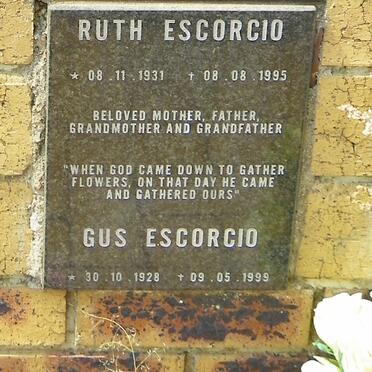 RUTH ESCORCIO
★ 08.11.1931 † 08.08.1995
BELOVED MOTHER, FATHER,
GRANDMOTHER AND GRANDFATHER
"WHEN GOD CAME DOWN TO GATHER
FLOWERS, ON THAT DAY HE CAME
AND GATHERED OURS"
GUS ESCORCIO
★ 30.10.1928 † 09.05.1999